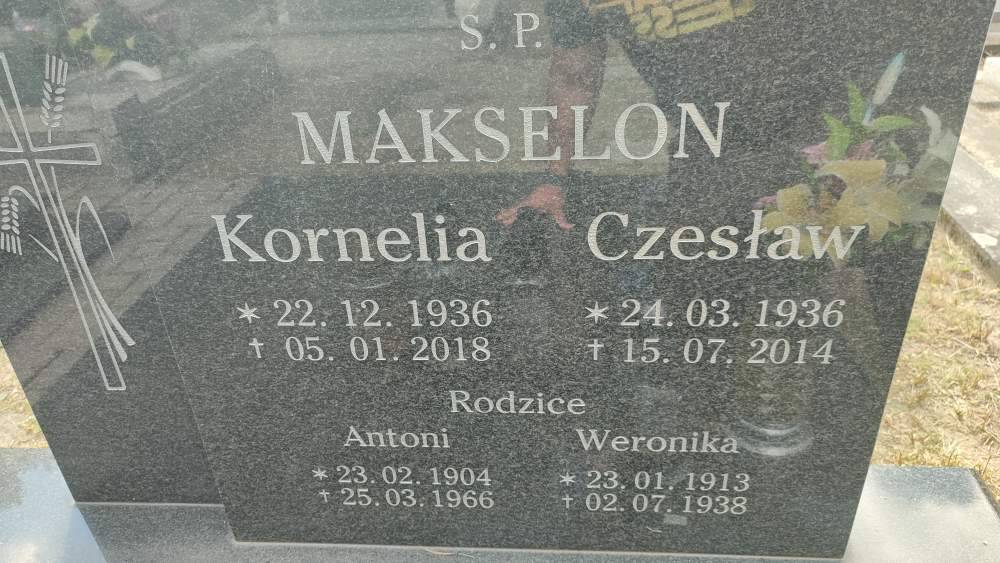 S. P.
MAKSELON
Kornelia Czesław
* 22. 12. 1936 * 24. 03. 1936
† 05. 01. 2018 † 15. 07. 2014
Rodzice
Antoni Weronika
* 23. 02. 1904 * 23. 01. 1913
† 25. 03. 1966 † 02. 07. 1938